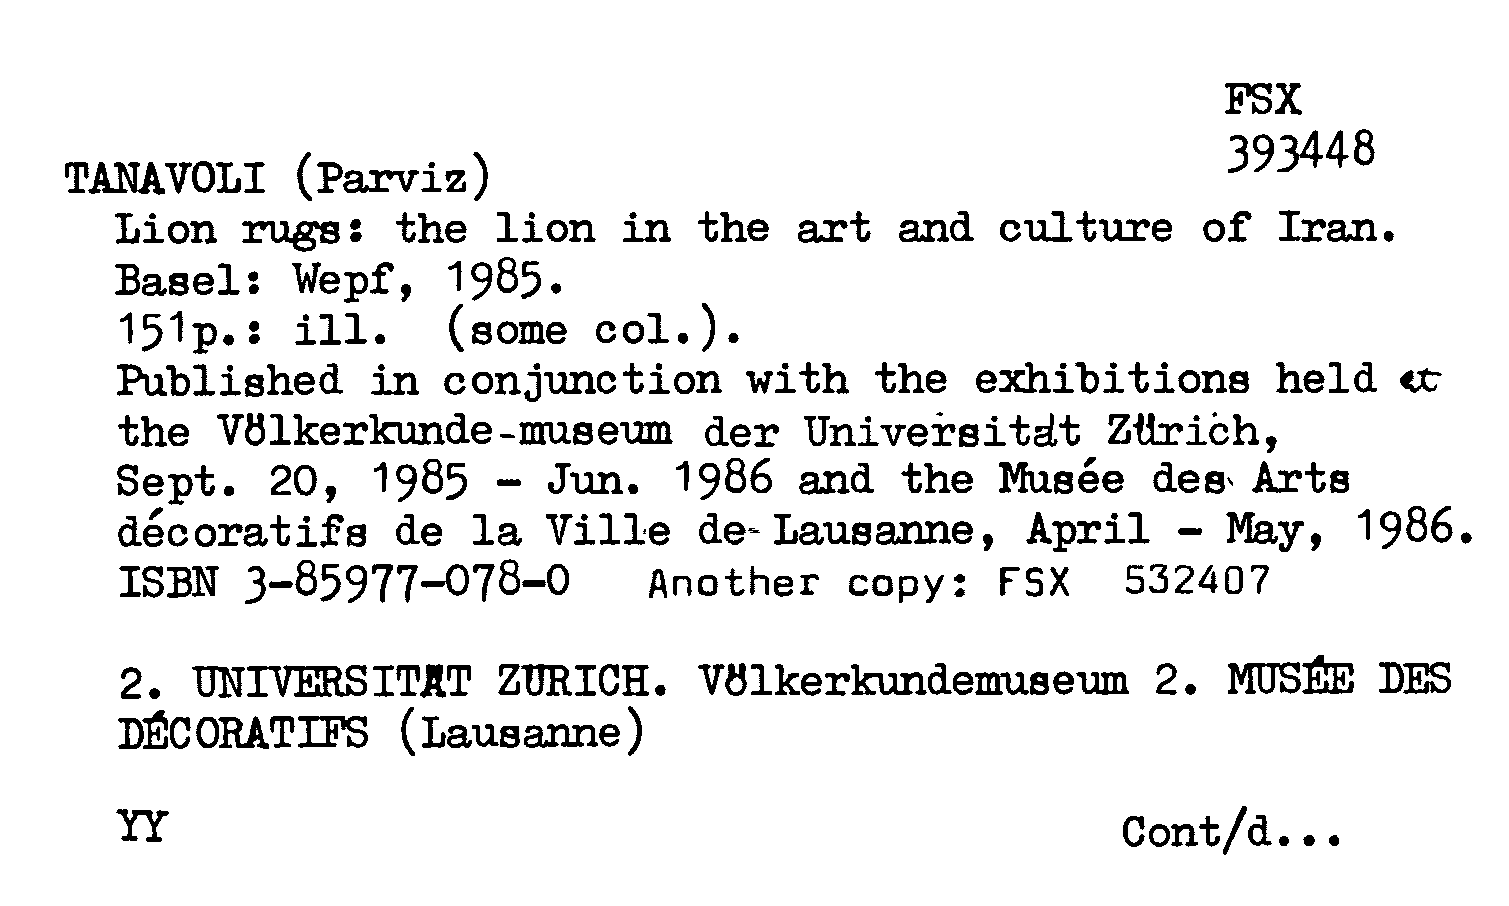 FSX
393448
TANAVOLI (Parviz)
Lion rugs: the lion in the art and culture of Iran.
Basel: Wepf, 1985.
151p.: ill. (some col.).
Published in conjunction with the exhibitions held at
the Völkerkunde-museum der Universität Zürich,
Sept. 20, 1985 - Jun. 1986 and the Musée des Arts
décoratifs de la Ville de Lausanne, April - May, 1986.
ISBN 3-85977-078-0 Another copy: FSX 532407
2. UNIVERSITÄT ZÜRICH. Völkerkundemuseum 2. MUSÉE DES
DÉCORATIFS (Lausanne)
YY
Cont/d...